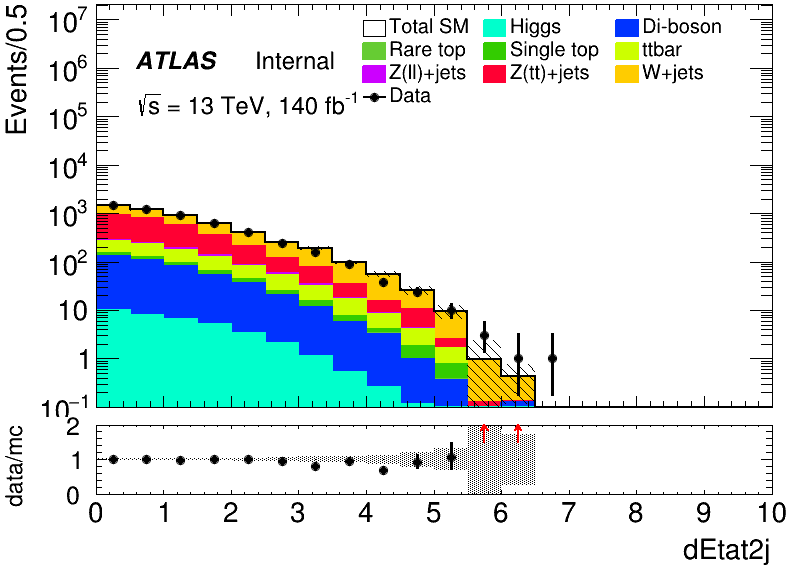 Events/0.5
10⁷
10⁶
10⁵
10⁴
10³
10²
10
1
10⁻¹
ATLAS Internal
√s = 13 TeV, 140 fb⁻¹
Total SM Higgs Di-boson
Rare top Single top ttbar
Z(ll)+jets Z(tt)+jets W+jets
Data
data/mc
2
1
0
0 1 2 3 4 5 6 7 8 9 10
dEtat2j